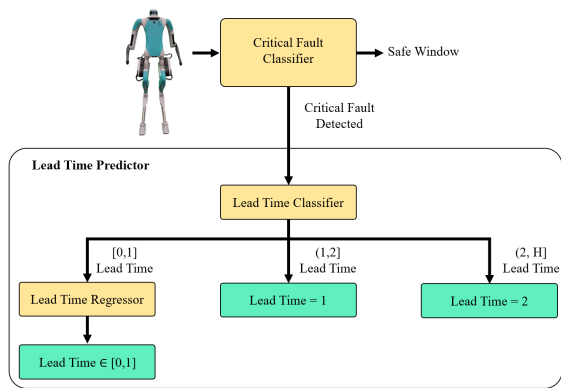 Critical Fault
Classifier
Safe Window
Critical Fault
Detected
Lead Time Predictor
Lead Time Classifier
[0,1]
Lead Time
(1,2]
Lead Time
(2, H]
Lead Time
Lead Time Regressor
Lead Time = 1
Lead Time = 2
Lead Time ∈ [0,1]